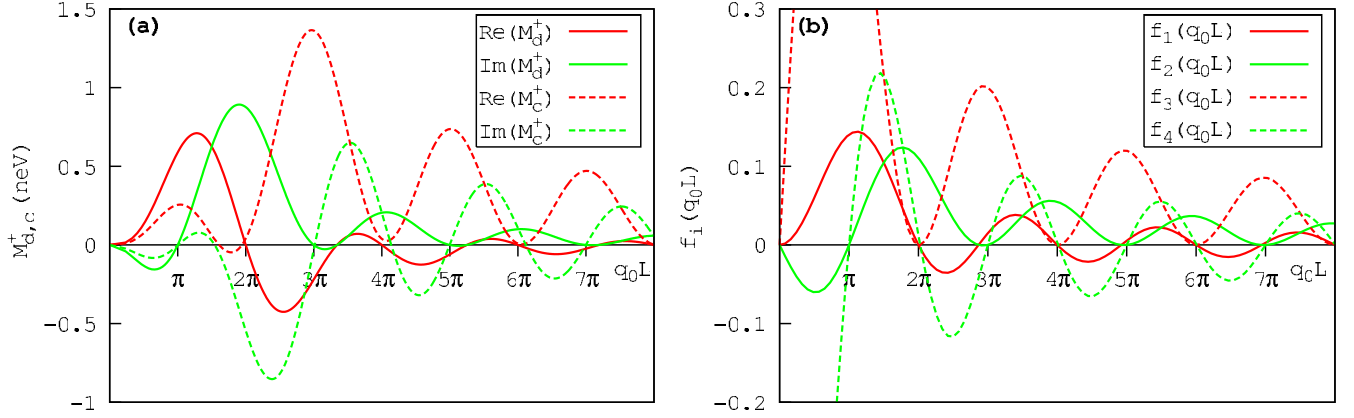 (a)
Re(M⁺d)
Im(M⁺d)
Re(M⁺c)
Im(M⁺c)
1.5
1
0.5
0
-0.5
-1
M⁺d,c (neV)
π 2π 3π 4π 5π 6π 7π q₀L
(b)
f₁(q₀L)
f₂(q₀L)
f₃(q₀L)
f₄(q₀L)
0.3
0.2
0.1
0
-0.1
-0.2
fᵢ(q₀L)
π 2π 3π 4π 5π 6π 7π q₀L